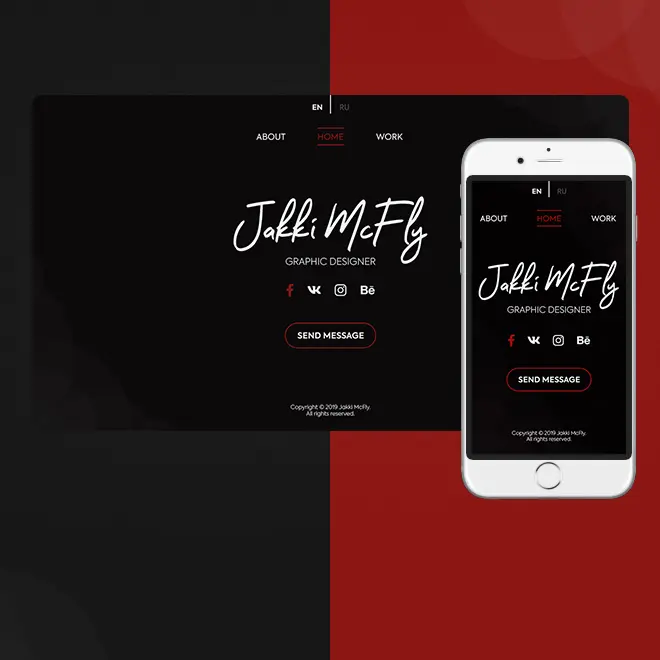 EN RU
ABOUT HOME WORK
Jakki McFly
GRAPHIC DESIGNER
Bē
SEND MESSAGE
Copyright © 2019 Jakki McFly.
All rights reserved.
EN RU
ABOUT HOME WORK
Jakki McFly
GRAPHIC DESIGNER
Bē
SEND MESSAGE
Copyright © 2019 Jakki McFly.
All rights reserved.